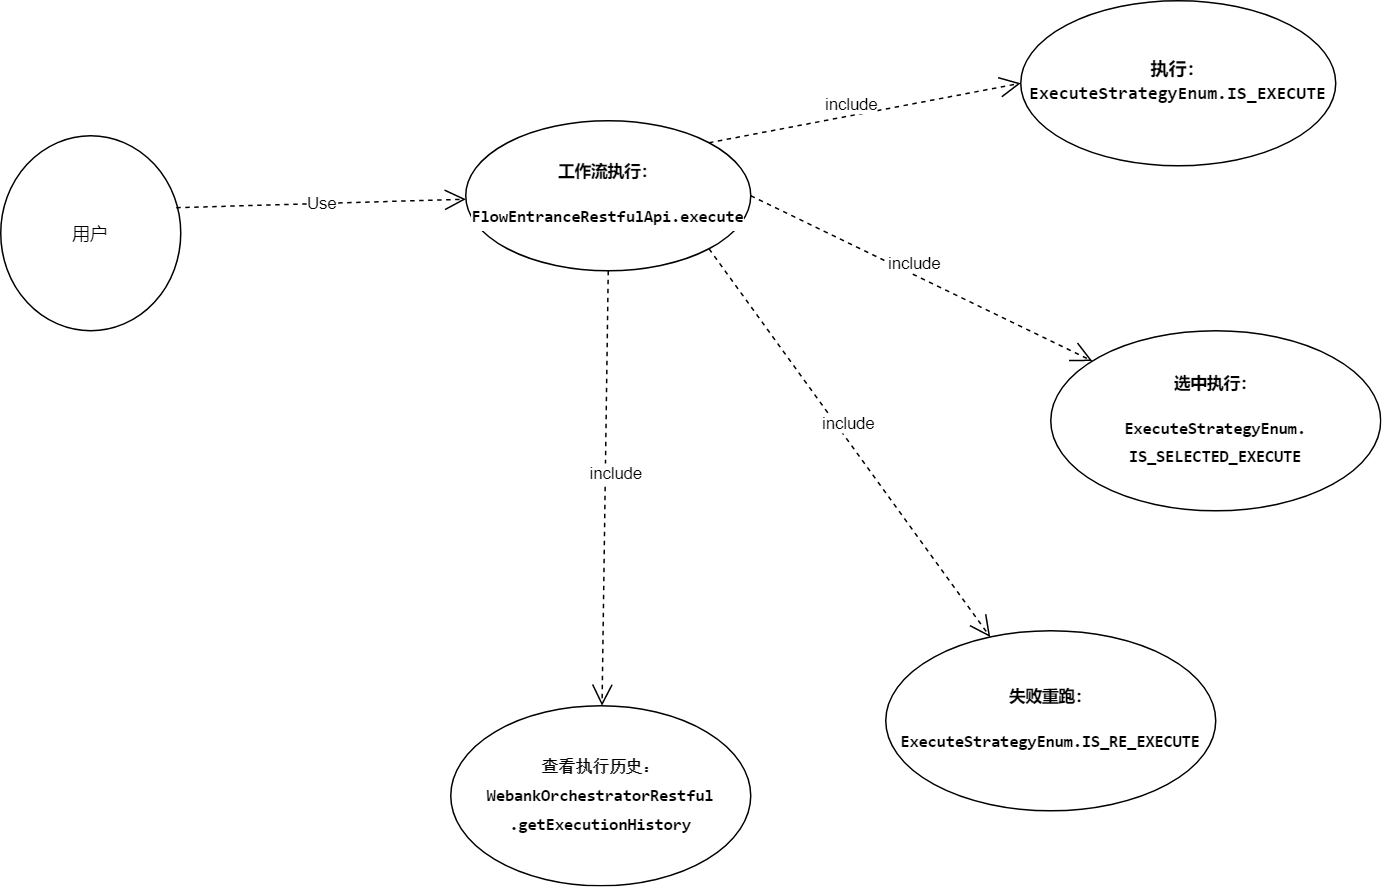 执行：
ExecuteStrategyEnum.IS_EXECUTE
include
工作流执行：
FlowEntranceRestfulApi.execute
Use
用户
include
选中执行：
ExecuteStrategyEnum.
IS_SELECTED_EXECUTE
include
include
失败重跑：
ExecuteStrategyEnum.IS_RE_EXECUTE
查看执行历史：
WebankOrchestratorRestful
.getExecutionHistory